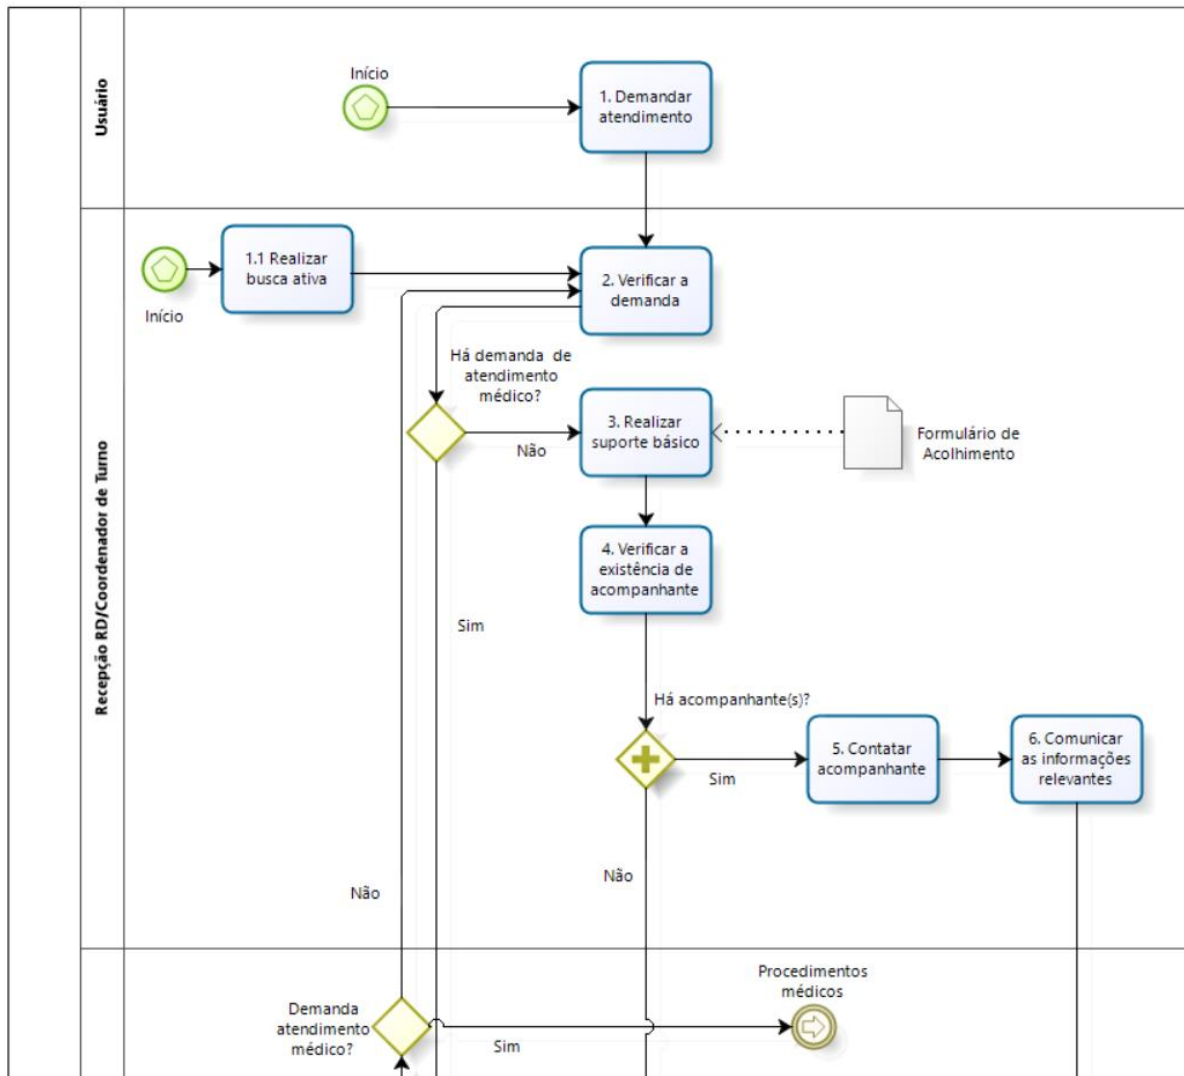 Usuário
Início
1. Demandar
atendimento
Recepção RD/Coordenador de Turno
Início
1.1 Realizar
busca ativa
2. Verificar a
demanda
Há demanda  de
atendimento
médico?
Não
Sim
3. Realizar
suporte básico
Formulário de
Acolhimento
4. Verificar a
existência de
acompanhante
Há acompanhante(s)?
Sim
5. Contatar
acompanhante
6. Comunicar
as informações
relevantes
Não
Não
Demanda
atendimento
médico?
Sim
Procedimentos
médicos